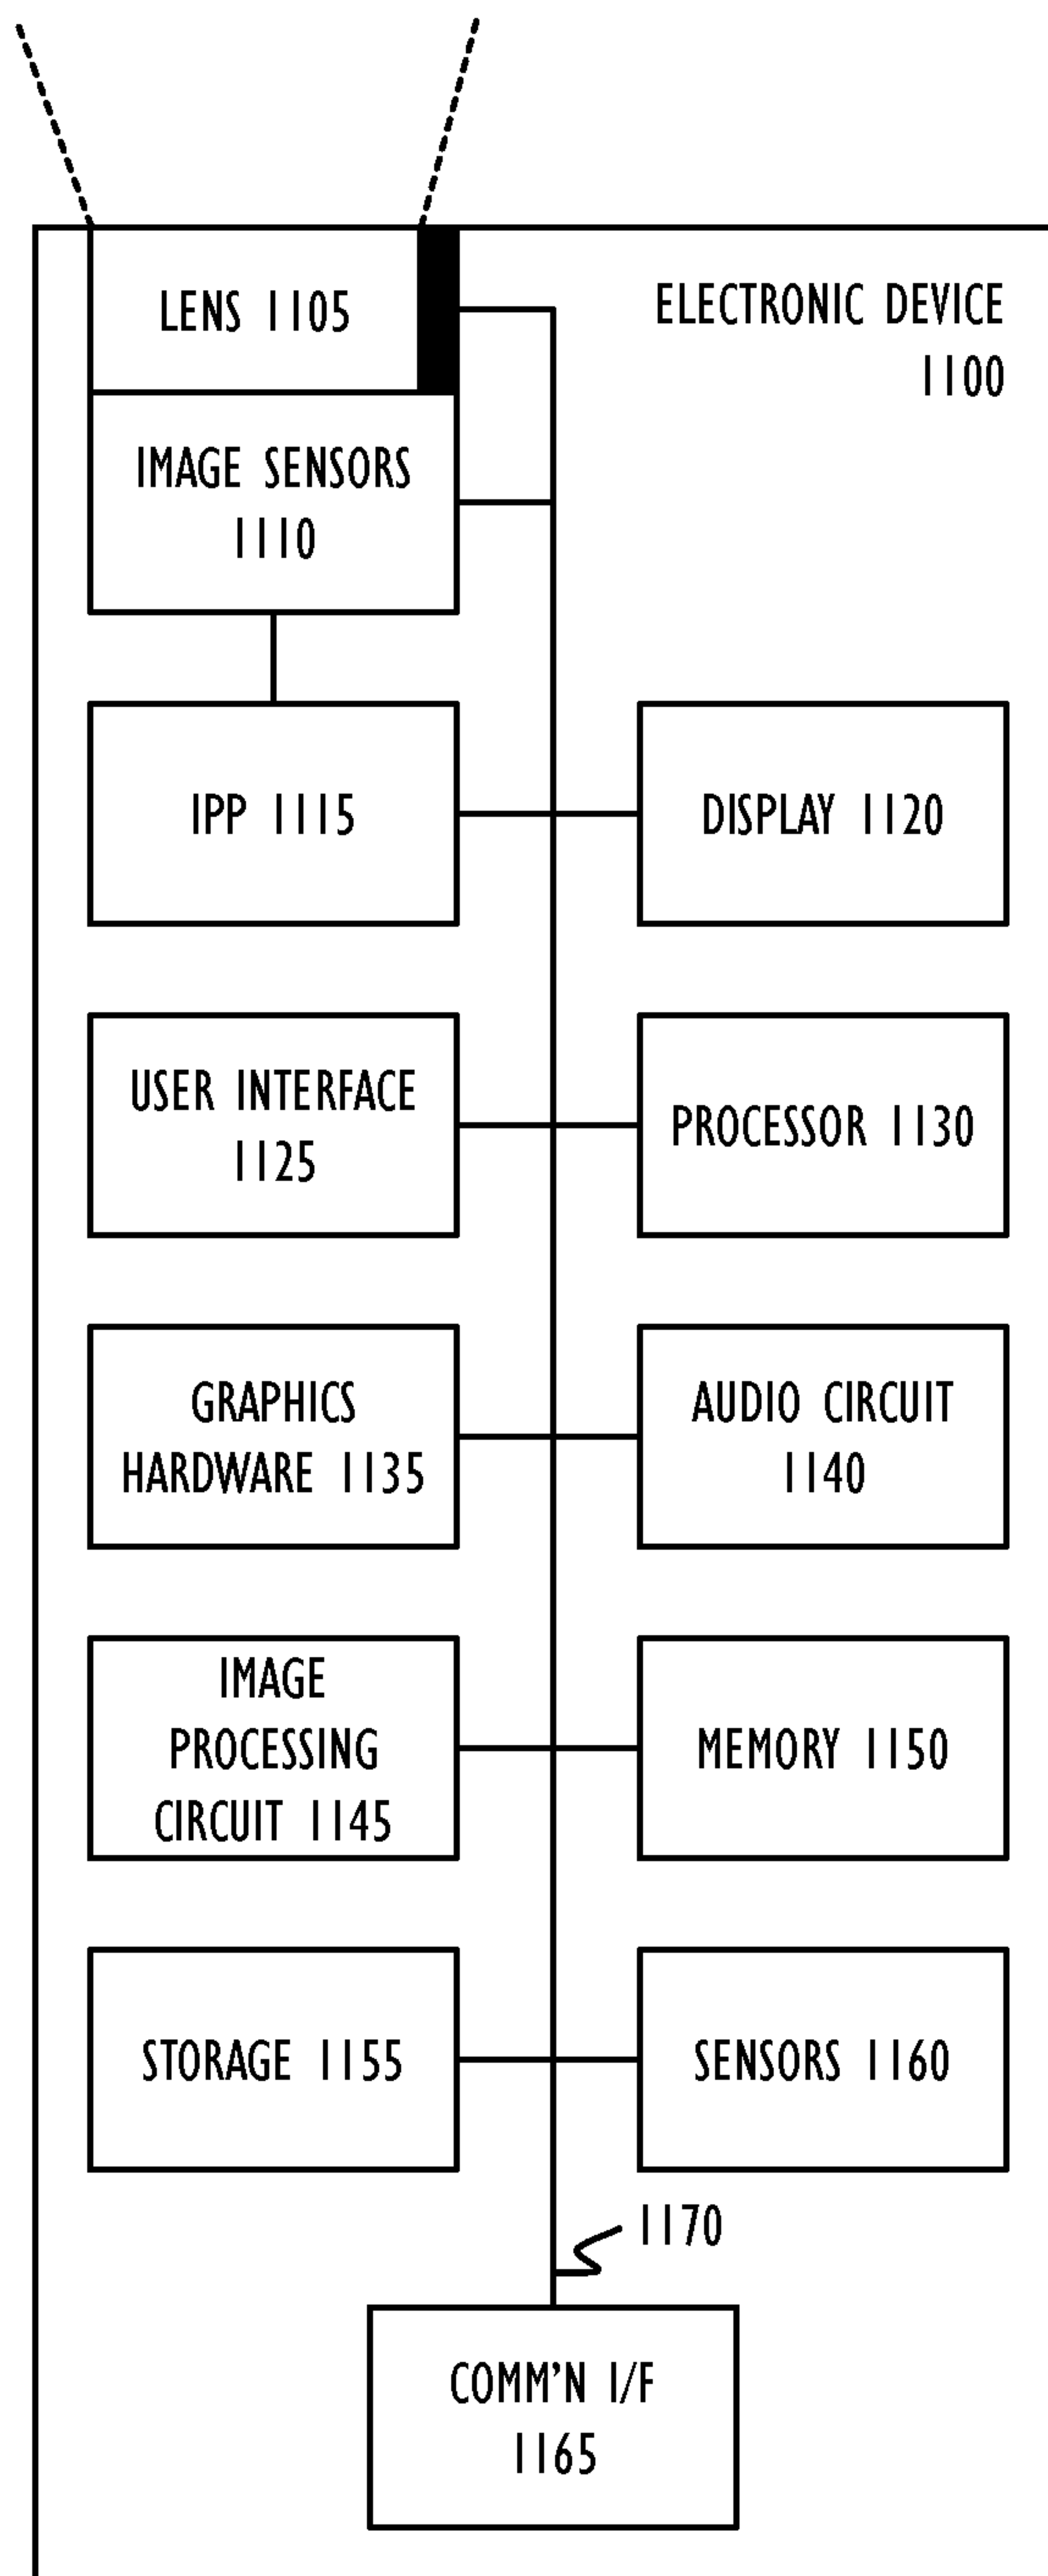 LENS 1105
ELECTRONIC DEVICE
1100
IMAGE SENSORS
1110
IPP 1115
DISPLAY 1120
USER INTERFACE
1125
PROCESSOR 1130
GRAPHICS
HARDWARE 1135
AUDIO CIRCUIT
1140
IMAGE
PROCESSING
CIRCUIT 1145
MEMORY 1150
STORAGE 1155
SENSORS 1160
1170
COMM'N I/F
1165